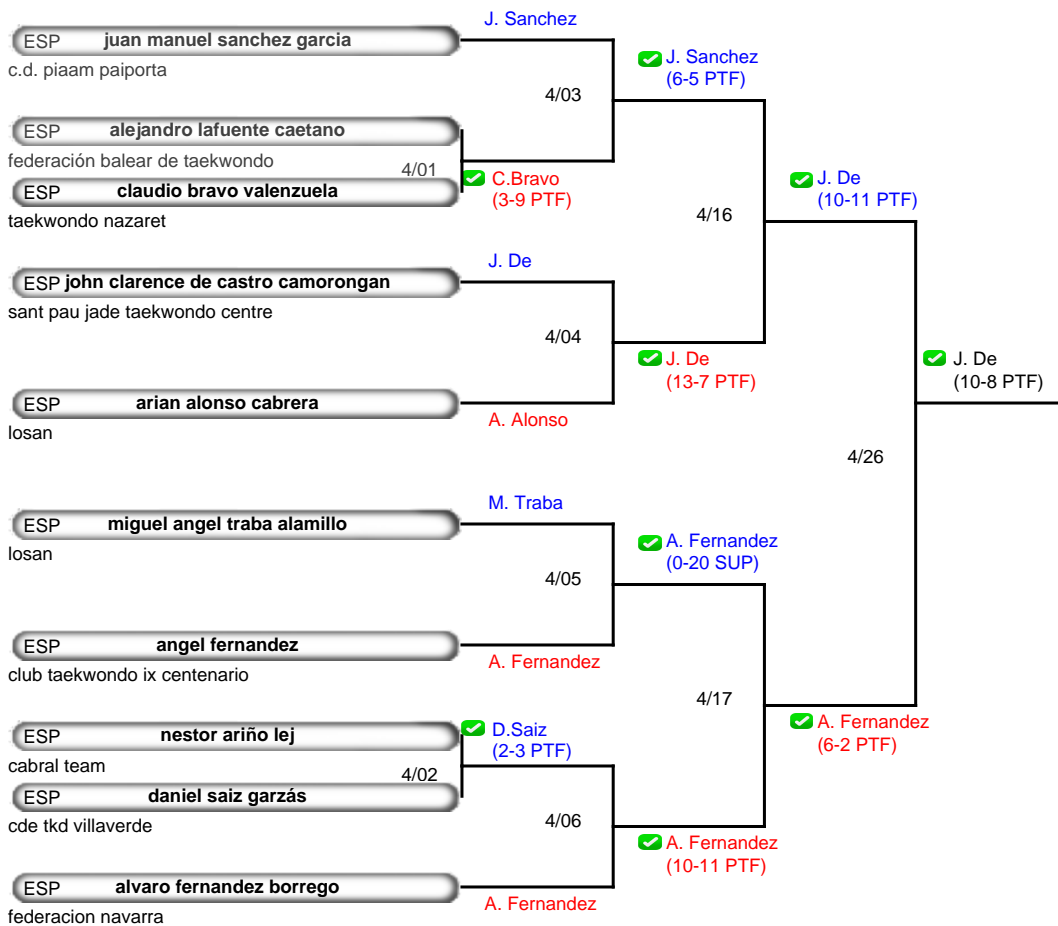 J. Sanchez
ESP juan manuel sanchez garcia
c.d. piaam paiporta
J. Sanchez
(6-5 PTF)
4/03
ESP alejandro lafuente caetano
federación balear de taekwondo
4/01
C.Bravo
(3-9 PTF)
ESP claudio bravo valenzuela
taekwondo nazaret
J. De
(10-11 PTF)
4/16
J. De
ESP john clarence de castro camorongan
sant pau jade taekwondo centre
4/04
J. De
(13-7 PTF)
J. De
(10-8 PTF)
ESP arian alonso cabrera
losan
A. Alonso
4/26
M. Traba
ESP miguel angel traba alamillo
losan
A. Fernandez
(0-20 SUP)
4/05
ESP angel fernandez
club taekwondo ix centenario
A. Fernandez
4/17
A. Fernandez
(6-2 PTF)
ESP nestor ariño lej
cabral team
D.Saiz
(2-3 PTF)
4/02
ESP daniel saiz garzás
cde tkd villaverde
4/06
A. Fernandez
(10-11 PTF)
ESP alvaro fernandez borrego
federacion navarra
A. Fernandez